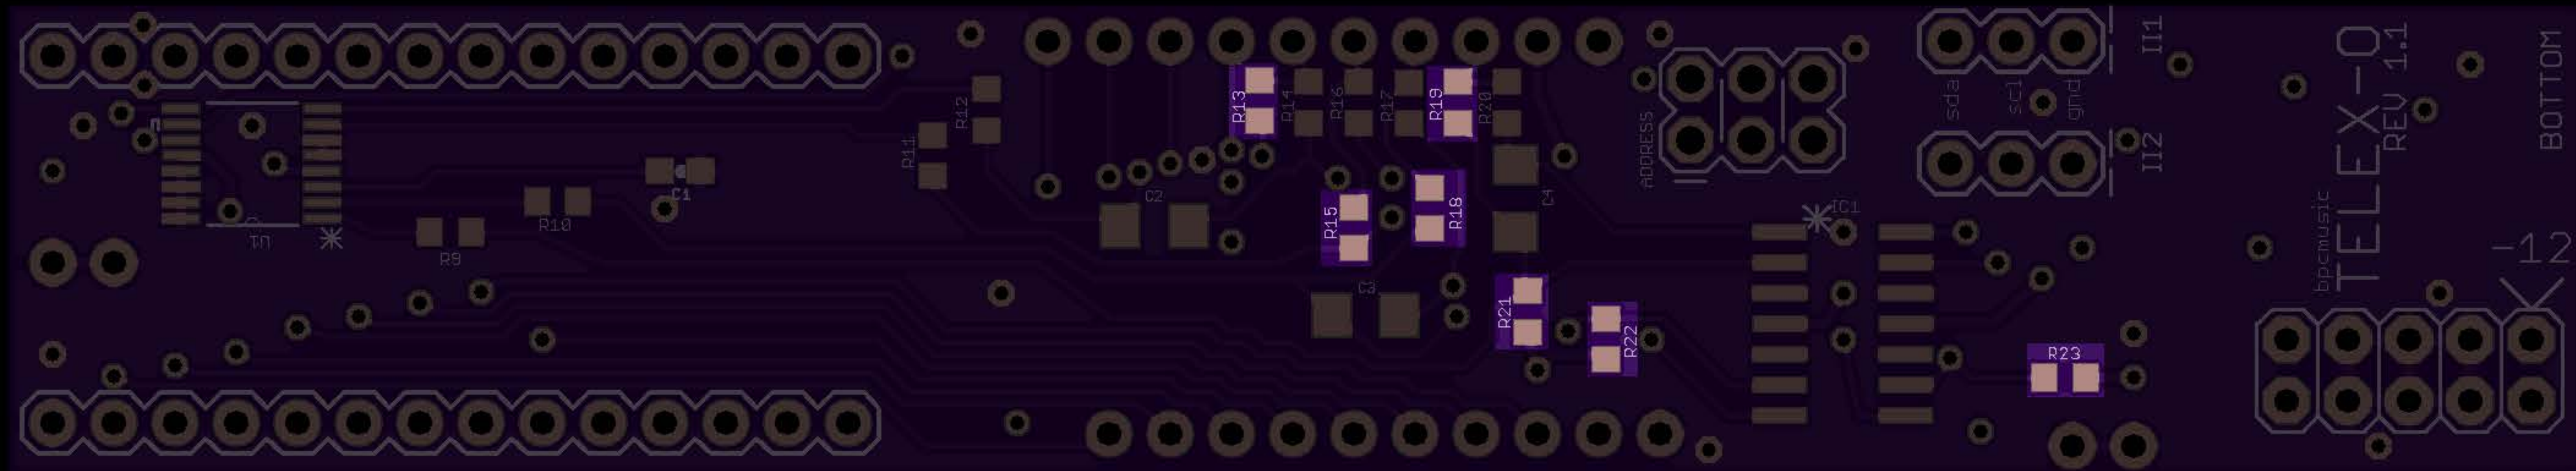 R13
R14
R16
R17
R19
R20
R12
R11
ADDRESS
sda
scl
gnd
II1
II2
TELEX-O
REV 1.1
bpcmusic
BOTTOM
-12
C1
C2
C3
C4
IC1
U1
R9
R10
R15
R18
R21
R22
R23